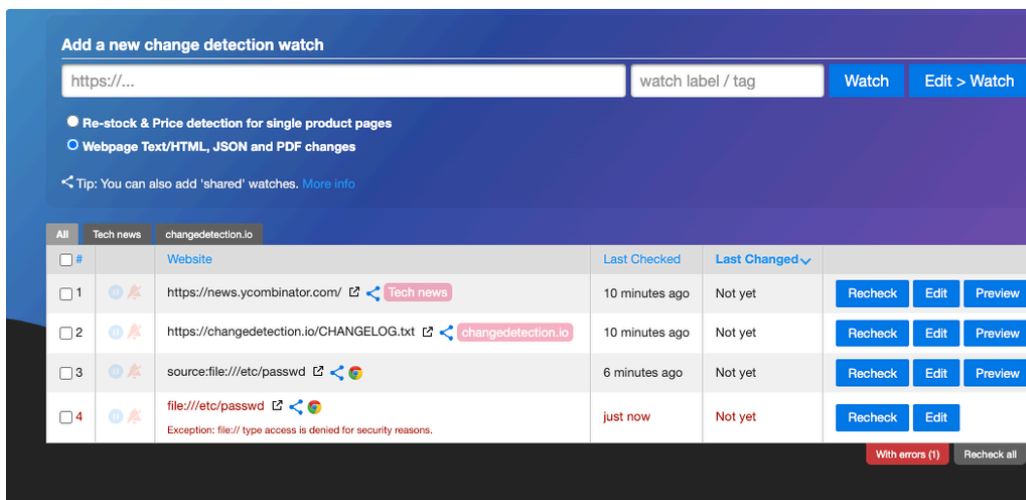 Add a new change detection watch
https://... watch label / tag Watch Edit > Watch
Re-stock & Price detection for single product pages
Webpage Text/HTML, JSON and PDF changes
Tip: You can also add 'shared' watches. More info
All Tech news changedetection.io
# Website Last Checked Last Changed
1 https://news.ycombinator.com/ Tech news 10 minutes ago Not yet Recheck Edit Preview
2 https://changedetection.io/CHANGELOG.txt changedetection.io 10 minutes ago Not yet Recheck Edit Preview
3 source:file:///etc/passwd 6 minutes ago Not yet Recheck Edit Preview
4 file:///etc/passwd just now Not yet Recheck Edit
Exception: file:// type access is denied for security reasons.
With errors (1) Recheck all